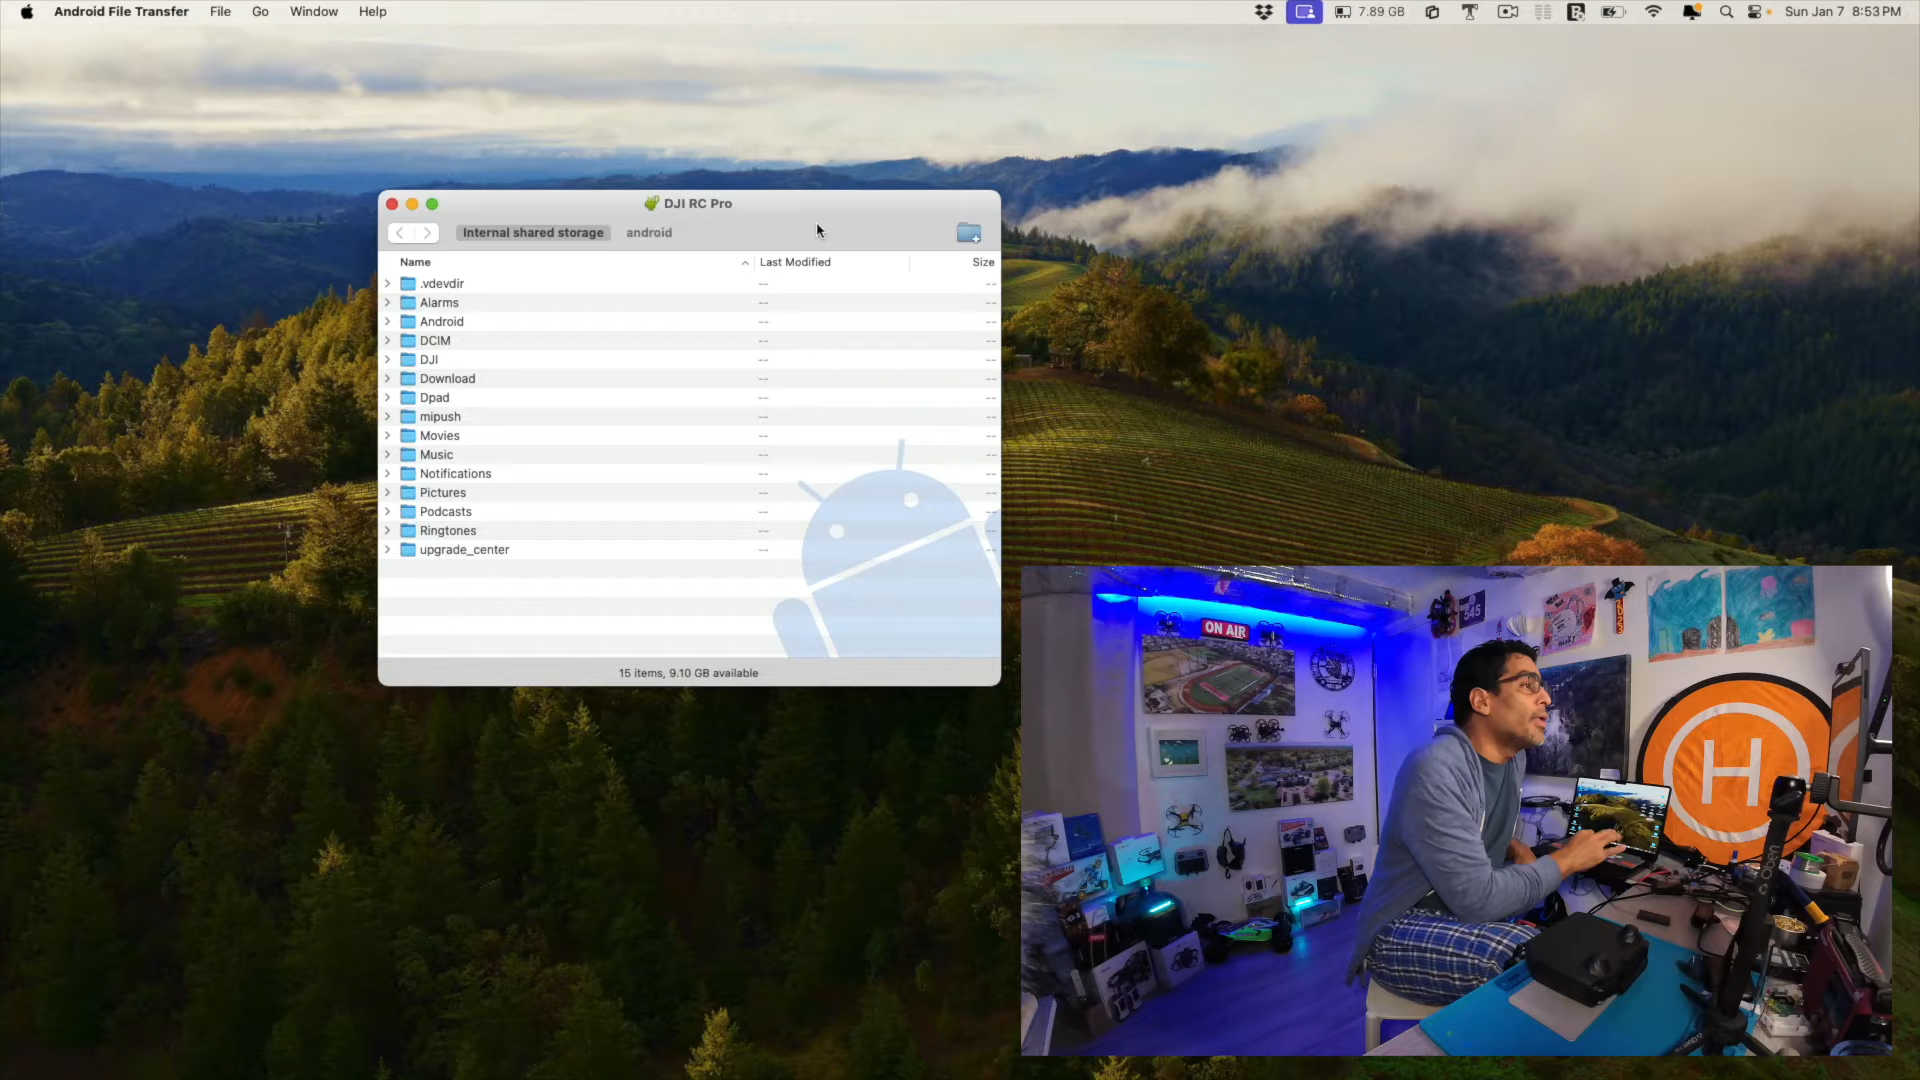 Android File Transfer File Go Window Help 7.89 GB Sun Jan 7 8:53 PM
DJI RC Pro
Internal shared storage android
Name Last Modified Size
.vdevdir -- --
Alarms -- --
Android -- --
DCIM -- --
DJI -- --
Download -- --
Dpad -- --
mipush -- --
Movies -- --
Music -- --
Notifications -- --
Pictures -- --
Podcasts -- --
Ringtones -- --
upgrade_center -- --
15 items, 9.10 GB available
ON AIR
545
H